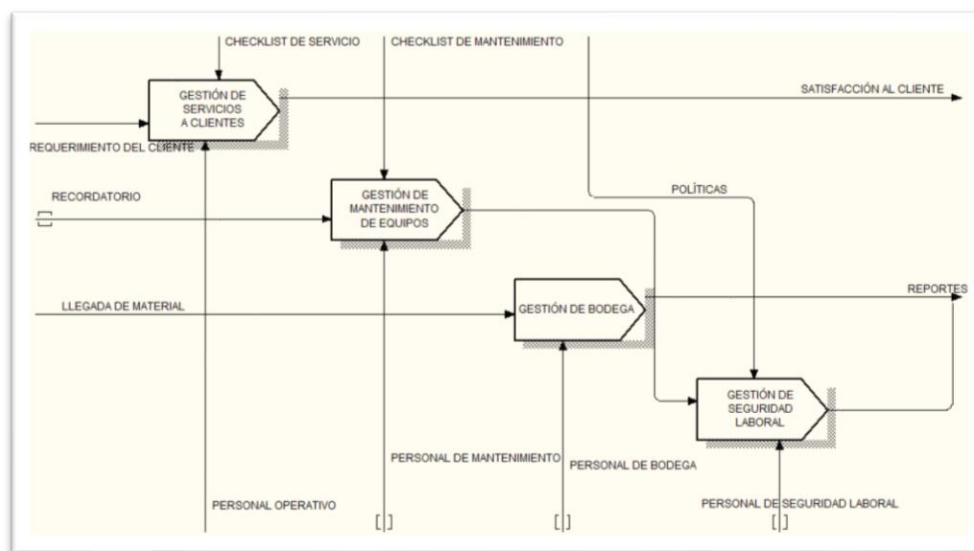 CHECKLIST DE SERVICIO
CHECKLIST DE MANTENIMIENTO
GESTIÓN DE
SERVICIOS
A CLIENTES
SATISFACCIÓN AL CLIENTE
REQUERIMIENTO DEL CLIENTE
RECORDATORIO
GESTIÓN DE
MANTENIMIENTO
DE EQUIPOS
POLÍTICAS
LLEGADA DE MATERIAL
GESTIÓN DE BODEGA
REPORTES
GESTIÓN DE
SEGURIDAD
LABORAL
PERSONAL DE MANTENIMIENTO
PERSONAL DE BODEGA
PERSONAL OPERATIVO
PERSONAL DE SEGURIDAD LABORAL